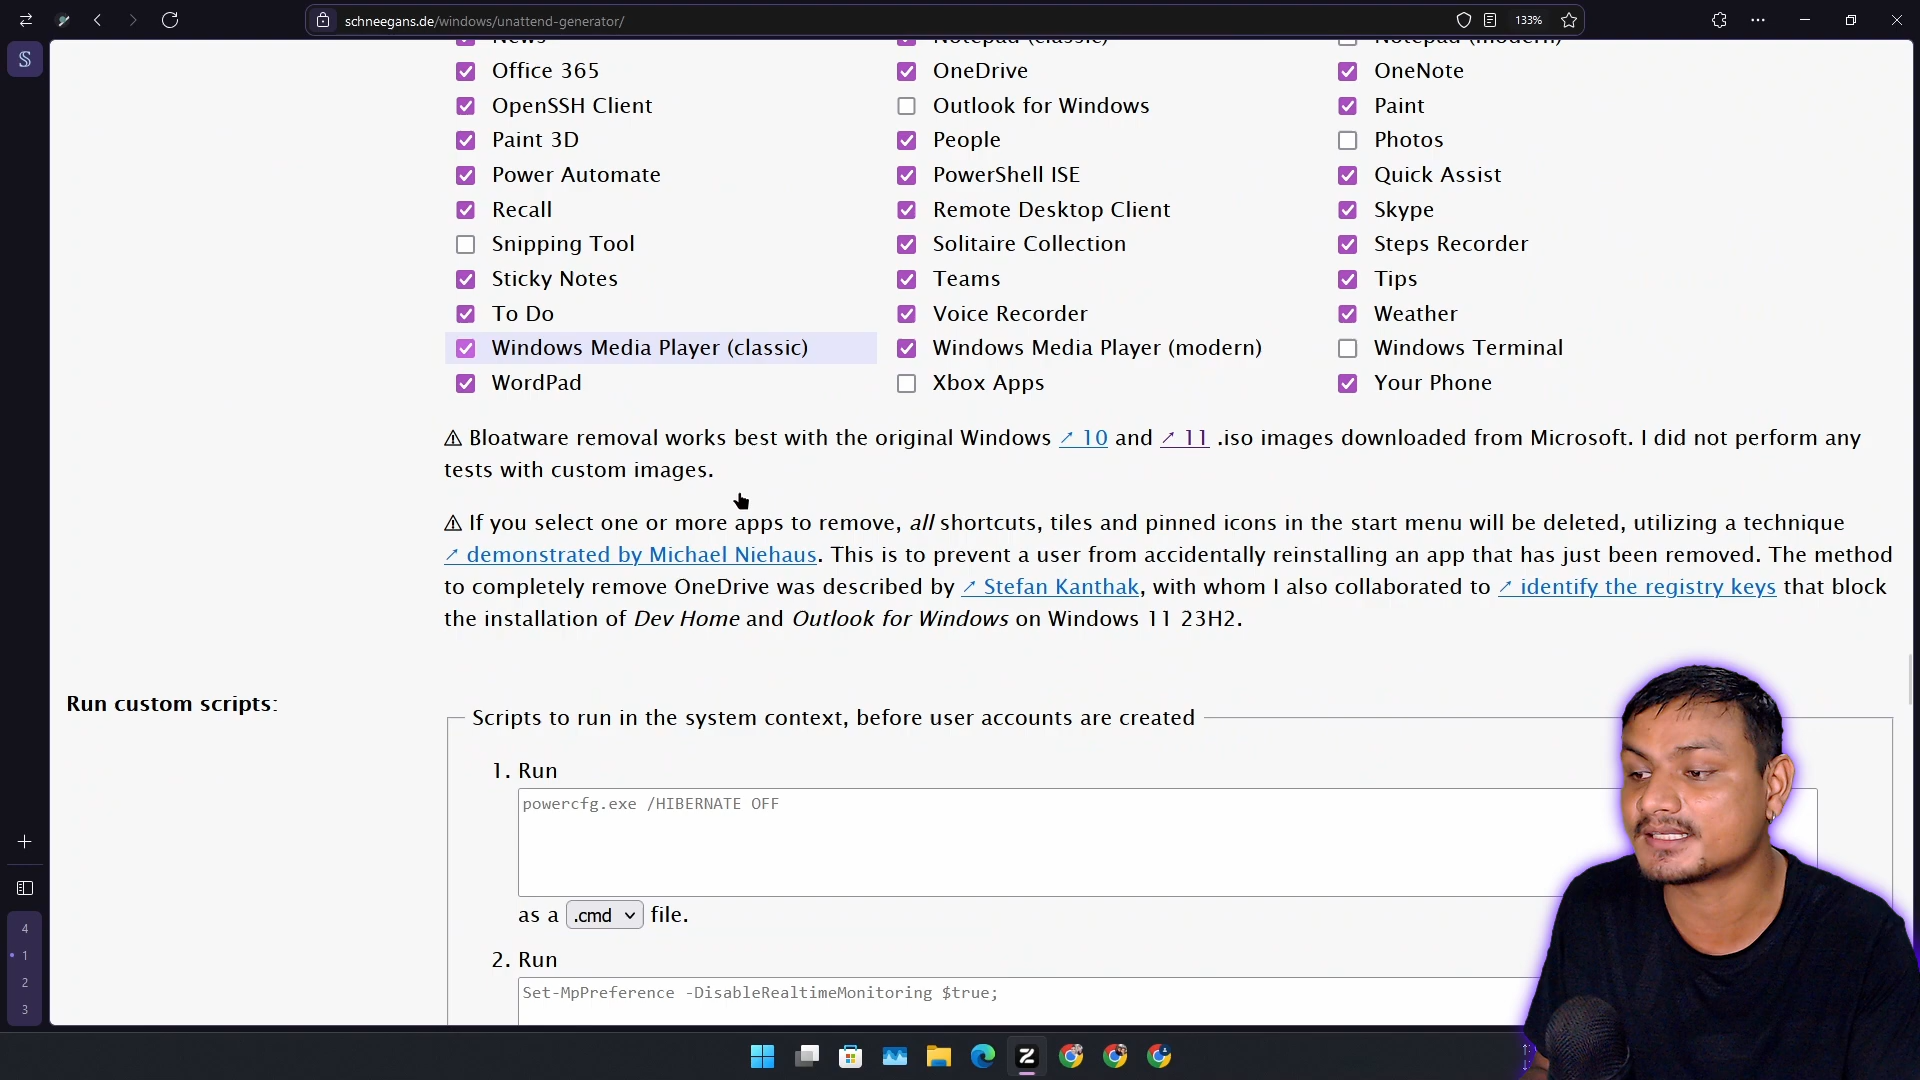 schneegans.de/windows/unattend-generator/
133%
News Notepad (classic) Notepad (modern)
Office 365 OneDrive OneNote
OpenSSH Client Outlook for Windows Paint
Paint 3D People Photos
Power Automate PowerShell ISE Quick Assist
Recall Remote Desktop Client Skype
Snipping Tool Solitaire Collection Steps Recorder
Sticky Notes Teams Tips
To Do Voice Recorder Weather
Windows Media Player (classic) Windows Media Player (modern) Windows Terminal
WordPad Xbox Apps Your Phone
⚠ Bloatware removal works best with the original Windows ↗ 10 and ↗ 11 .iso images downloaded from Microsoft. I did not perform any
tests with custom images.
⚠ If you select one or more apps to remove, all shortcuts, tiles and pinned icons in the start menu will be deleted, utilizing a technique
↗ demonstrated by Michael Niehaus. This is to prevent a user from accidentally reinstalling an app that has just been removed. The method
to completely remove OneDrive was described by ↗ Stefan Kanthak, with whom I also collaborated to ↗ identify the registry keys that block
the installation of Dev Home and Outlook for Windows on Windows 11 23H2.
Run custom scripts:
Scripts to run in the system context, before user accounts are created
1. Run
powercfg.exe /HIBERNATE OFF
as a .cmd file.
2. Run
Set-MpPreference -DisableRealtimeMonitoring $true;
4
1
2
3